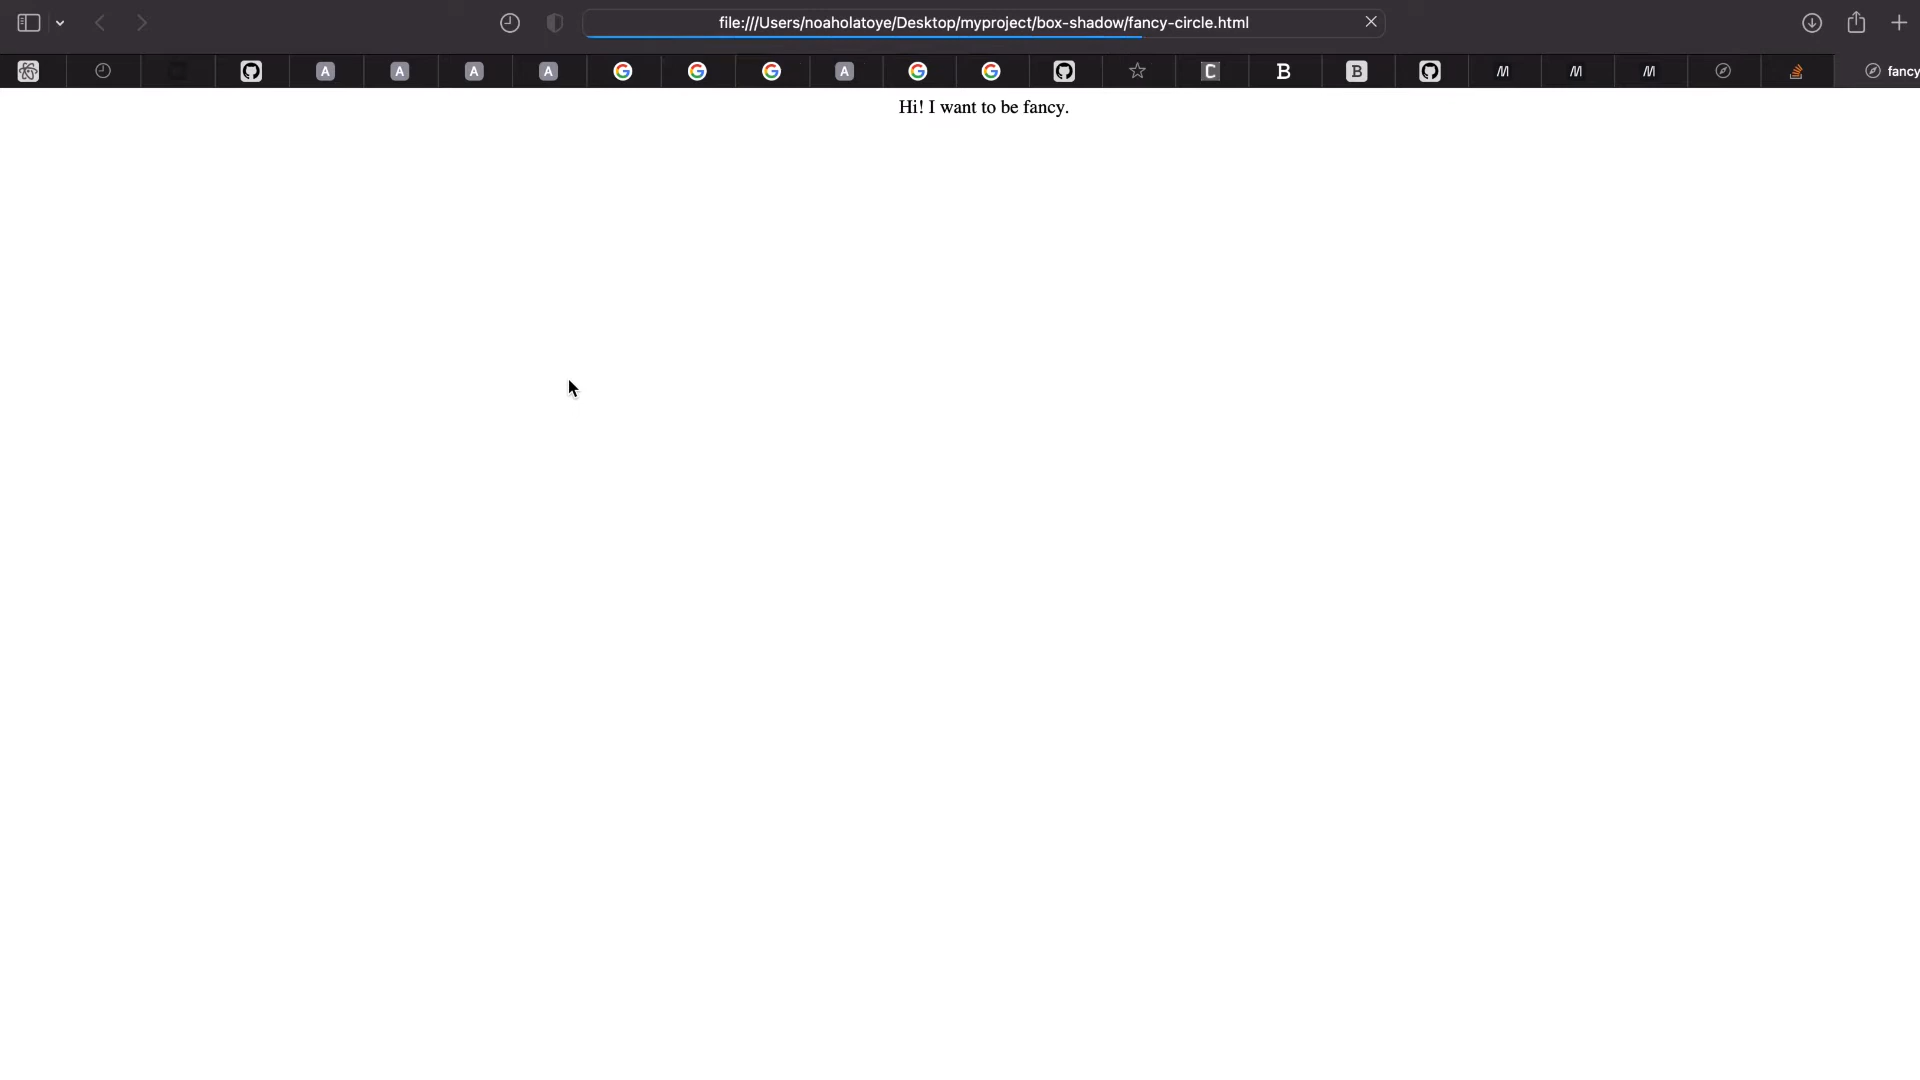 file:///Users/noaholatoye/Desktop/myproject/box-shadow/fancy-circle.html
A A A A A C B B M M M fancy
Hi! I want to be fancy.